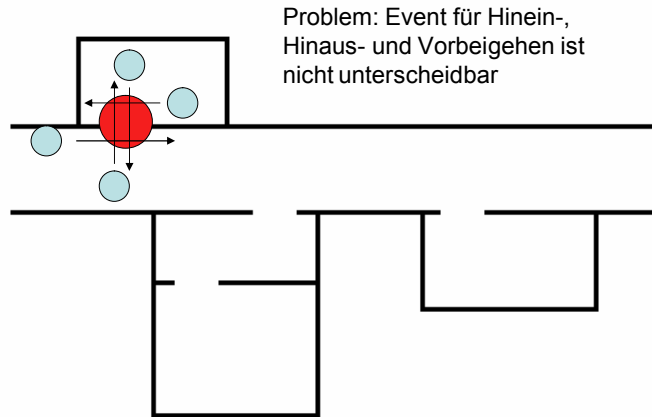 Problem: Event für Hinein-,
Hinaus- und Vorbeigehen ist
nicht unterscheidbar